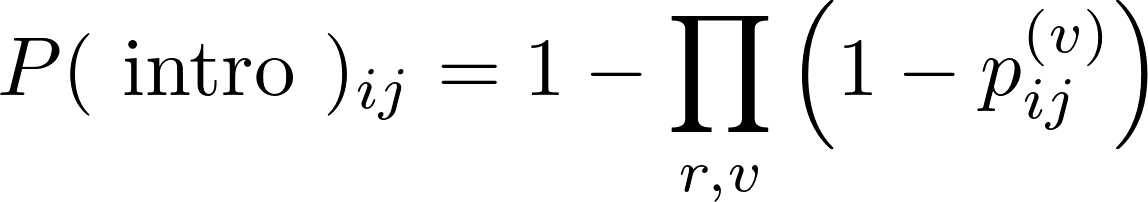 P( intro )_{ij} = 1 - \prod_{r,v} \left( 1 - p_{ij}^{(v)} \right)